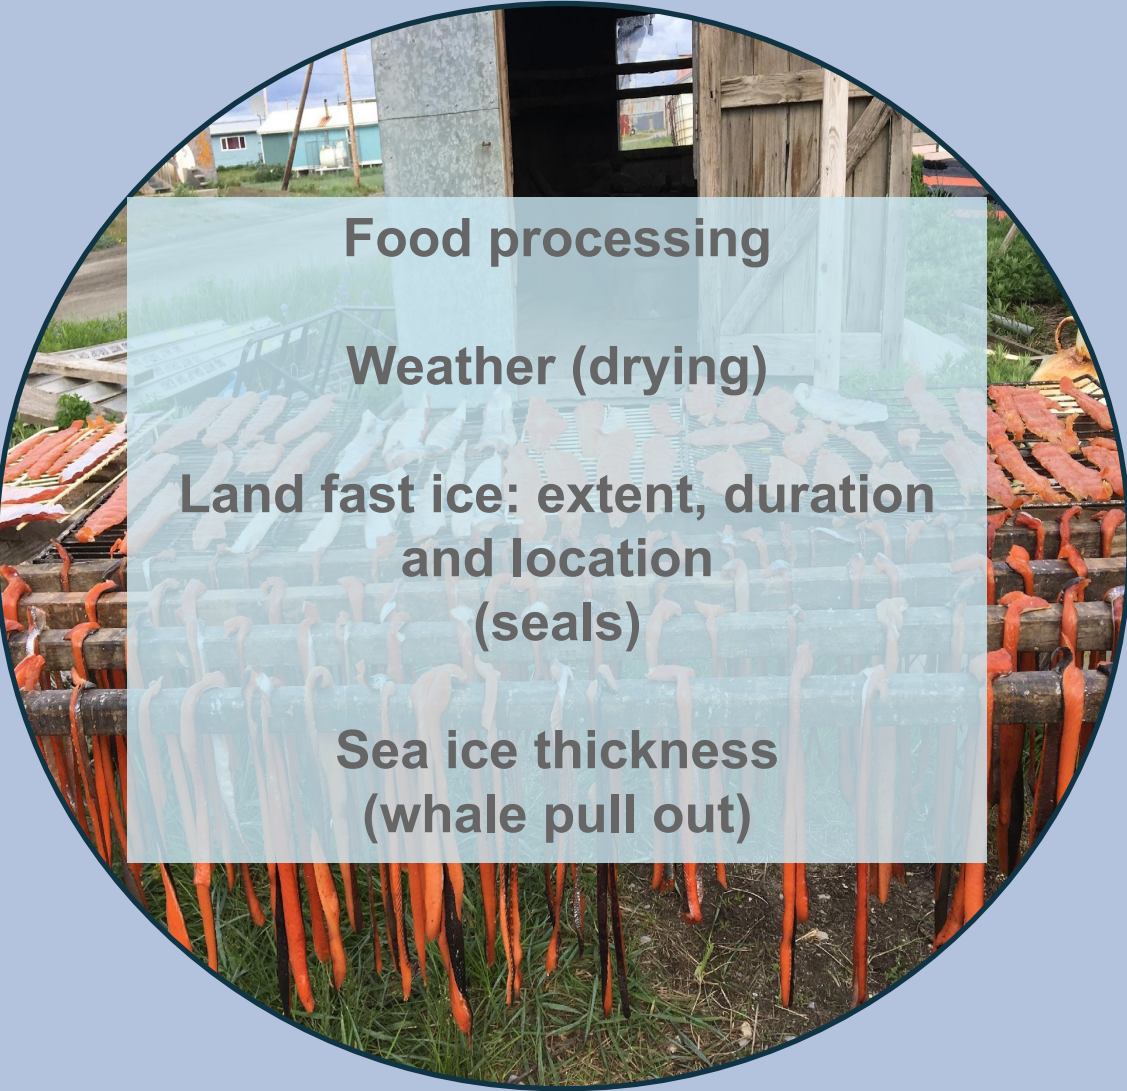 Food processing
Weather (drying)
Land fast ice: extent, duration
and location
(seals)
Sea ice thickness
(whale pull out)